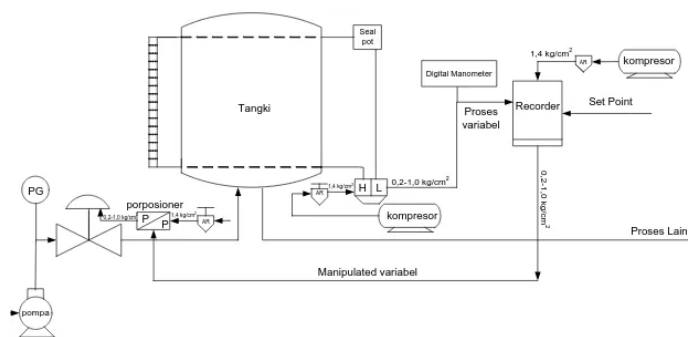 Seal
pot
1,4 kg/cm2
AR
kompresor
Digital Manometer
Tangki
Proses
variabel
Recorder
Set Point
PG
porposioner
0,2-1,0 kg/cm2
P
P
1,4 kg/cm2
AR
AR
1,4 kg/cm2
H L
0,2-1,0 kg/cm2
kompresor
0,2-1,0 kg/cm2
Proses Lain
Manipulated variabel
pompa